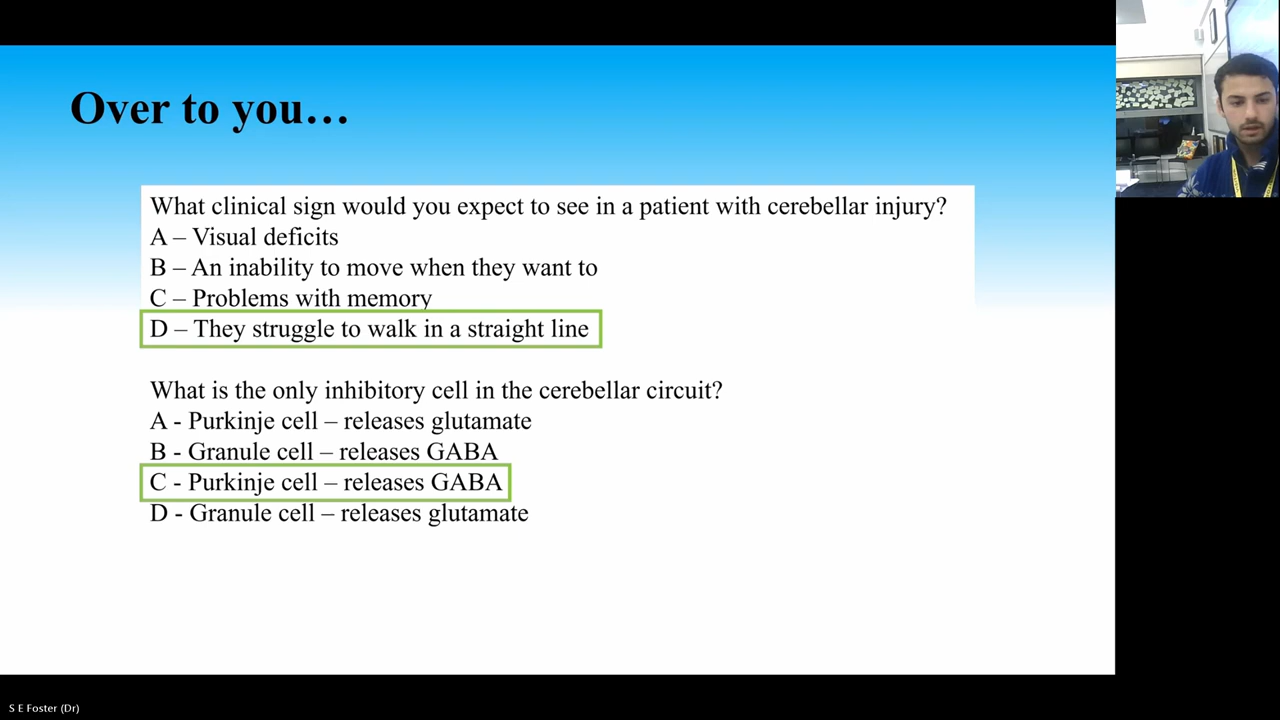 Over to you…
What clinical sign would you expect to see in a patient with cerebellar injury?
A – Visual deficits
B – An inability to move when they want to
C – Problems with memory
D – They struggle to walk in a straight line
What is the only inhibitory cell in the cerebellar circuit?
A - Purkinje cell – releases glutamate
B - Granule cell – releases GABA
C - Purkinje cell – releases GABA
D - Granule cell – releases glutamate
S E Foster (Dr)